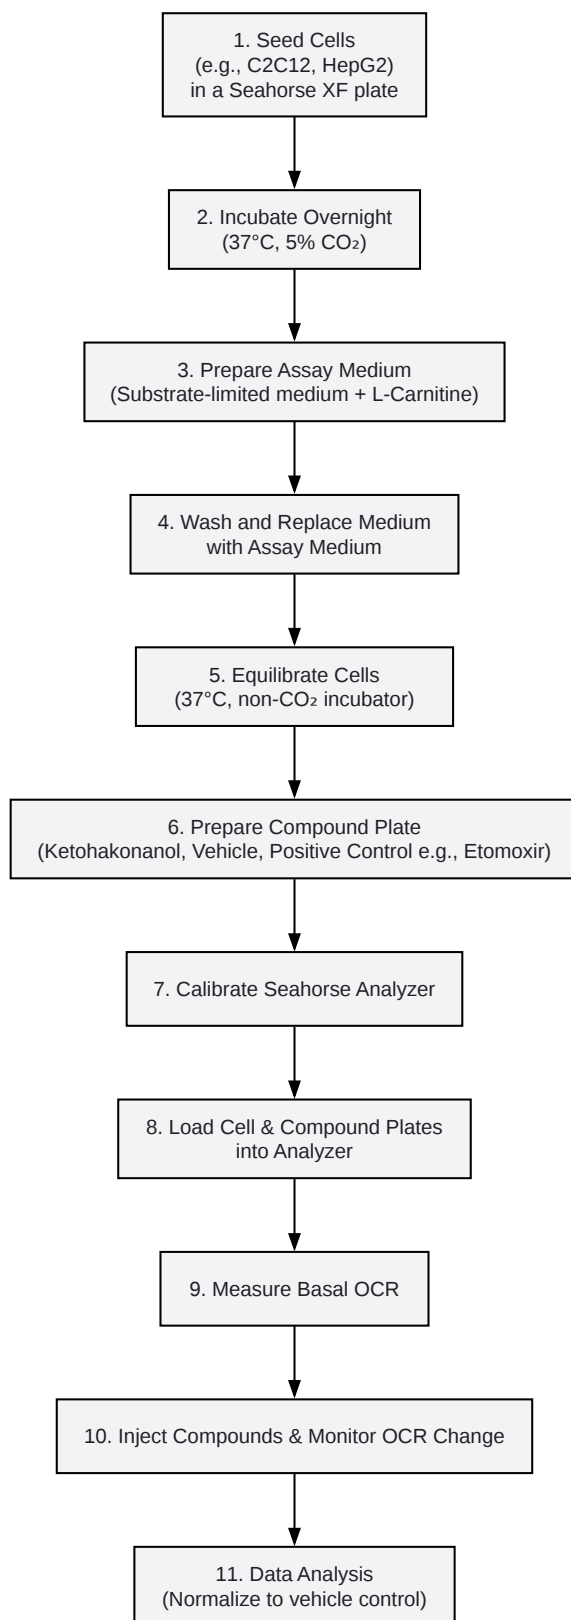 1. Seed Cells
(e.g., C2C12, HepG2)
in a Seahorse XF plate
2. Incubate Overnight
(37°C, 5% CO₂)
3. Prepare Assay Medium
(Substrate-limited medium + L-Carnitine)
4. Wash and Replace Medium
with Assay Medium
5. Equilibrate Cells
(37°C, non-CO₂ incubator)
6. Prepare Compound Plate
(Ketohakonanol, Vehicle, Positive Control e.g., Etomoxir)
7. Calibrate Seahorse Analyzer
8. Load Cell & Compound Plates
into Analyzer
9. Measure Basal OCR
10. Inject Compounds & Monitor OCR Change
11. Data Analysis
(Normalize to vehicle control)